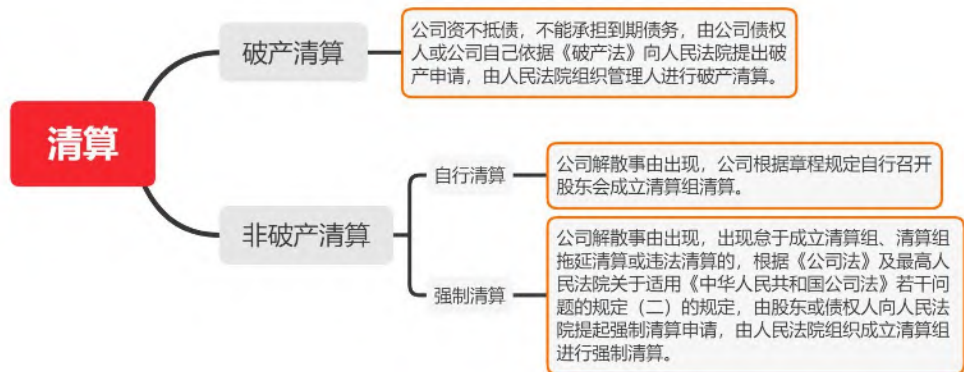 清算
破产清算
公司资不抵债，不能承担到期债务，由公司债权
人或公司自己依据《破产法》向人民法院提出破
产申请，由人民法院组织管理人进行破产清算。
非破产清算
自行清算
公司解散事由出现，公司根据章程规定自行召开
股东会成立清算组清算。
强制清算
公司解散事由出现，出现怠于成立清算组、清算组
拖延清算或违法清算的，根据《公司法》及最高人
民法院关于适用《中华人民共和国公司法》若干问
题的规定（二）的规定，由股东或债权人向人民法
院提起强制清算申请，由人民法院组织成立清算组
进行强制清算。